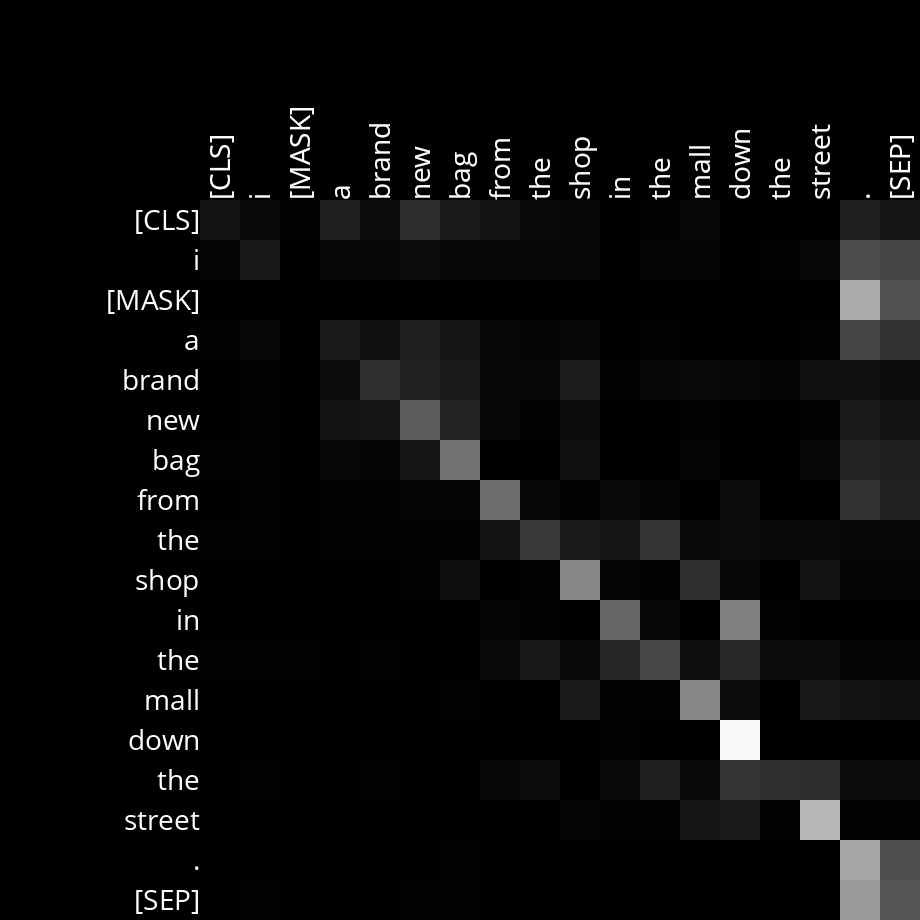 [CLS] i [MASK] a brand new bag from the shop in the mall down the street . [SEP]
[CLS]
i
[MASK]
a
brand
new
bag
from
the
shop
in
the
mall
down
the
street
.
[SEP]